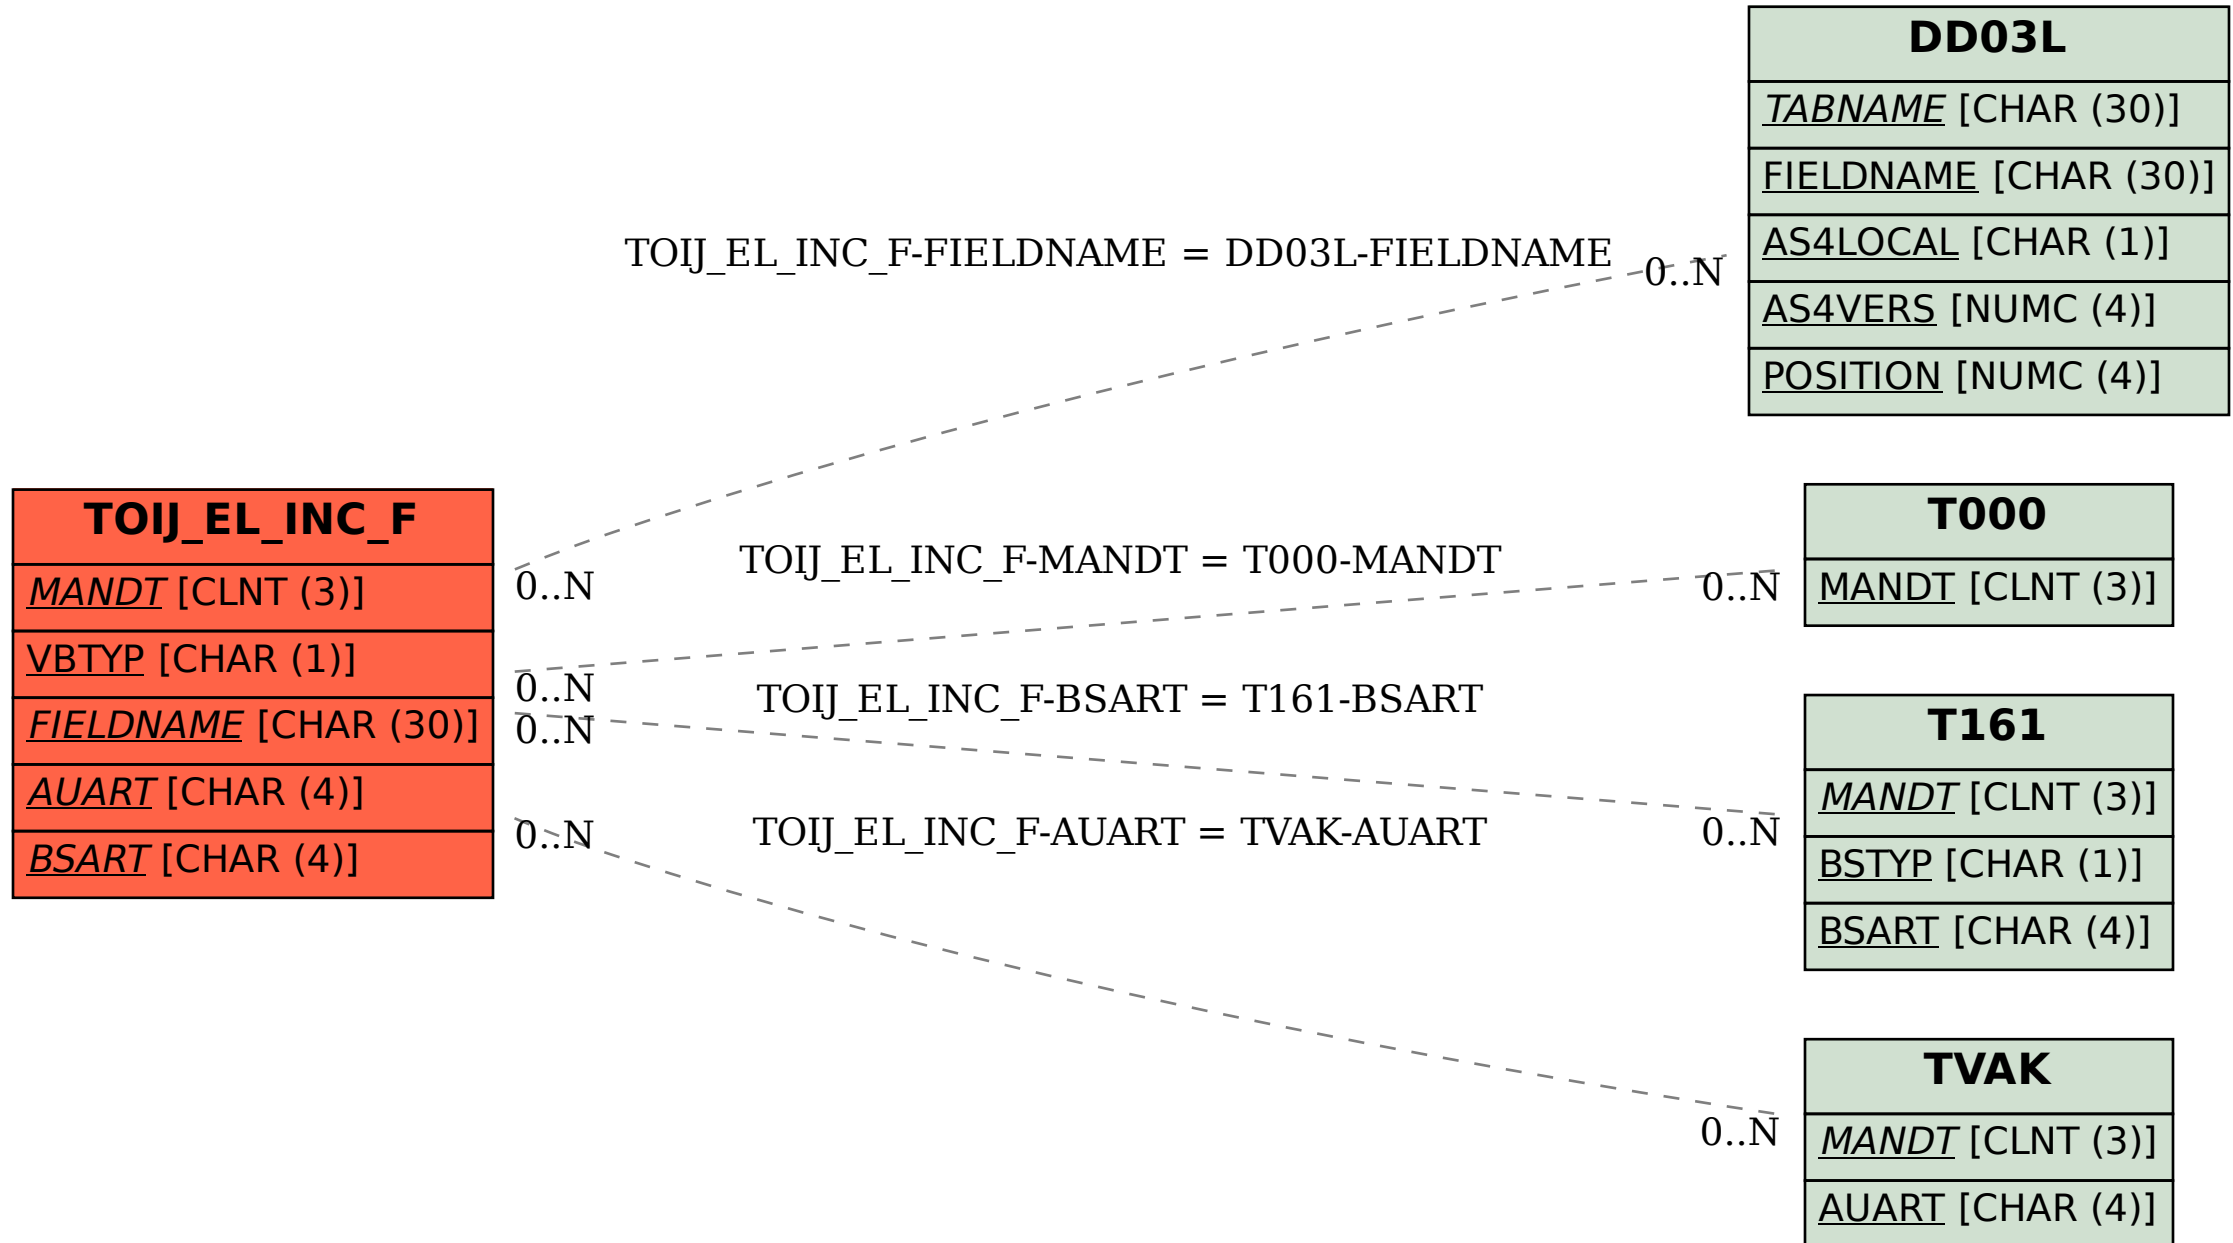 DD03L
TABNAME [CHAR (30)]
FIELDNAME [CHAR (30)]
AS4LOCAL [CHAR (1)]
AS4VERS [NUMC (4)]
POSITION [NUMC (4)]
TOIJ_EL_INC_F-FIELDNAME = DD03L-FIELDNAME
0..N
0..N
TOIJ_EL_INC_F
MANDT [CLNT (3)]
VBTYP [CHAR (1)]
FIELDNAME [CHAR (30)]
AUART [CHAR (4)]
BSART [CHAR (4)]
TOIJ_EL_INC_F-MANDT = T000-MANDT
0..N
0..N
T000
MANDT [CLNT (3)]
TOIJ_EL_INC_F-BSART = T161-BSART
0..N
0..N
T161
MANDT [CLNT (3)]
BSTYP [CHAR (1)]
BSART [CHAR (4)]
TOIJ_EL_INC_F-AUART = TVAK-AUART
0..N
0..N
TVAK
MANDT [CLNT (3)]
AUART [CHAR (4)]